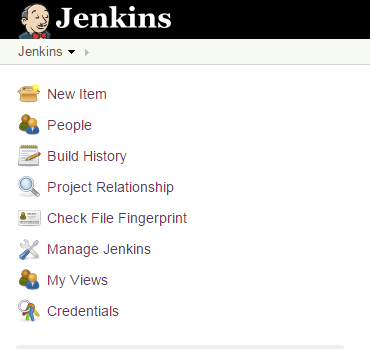 Jenkins
Jenkins
New Item
People
Build History
Project Relationship
Check File Fingerprint
Manage Jenkins
My Views
Credentials